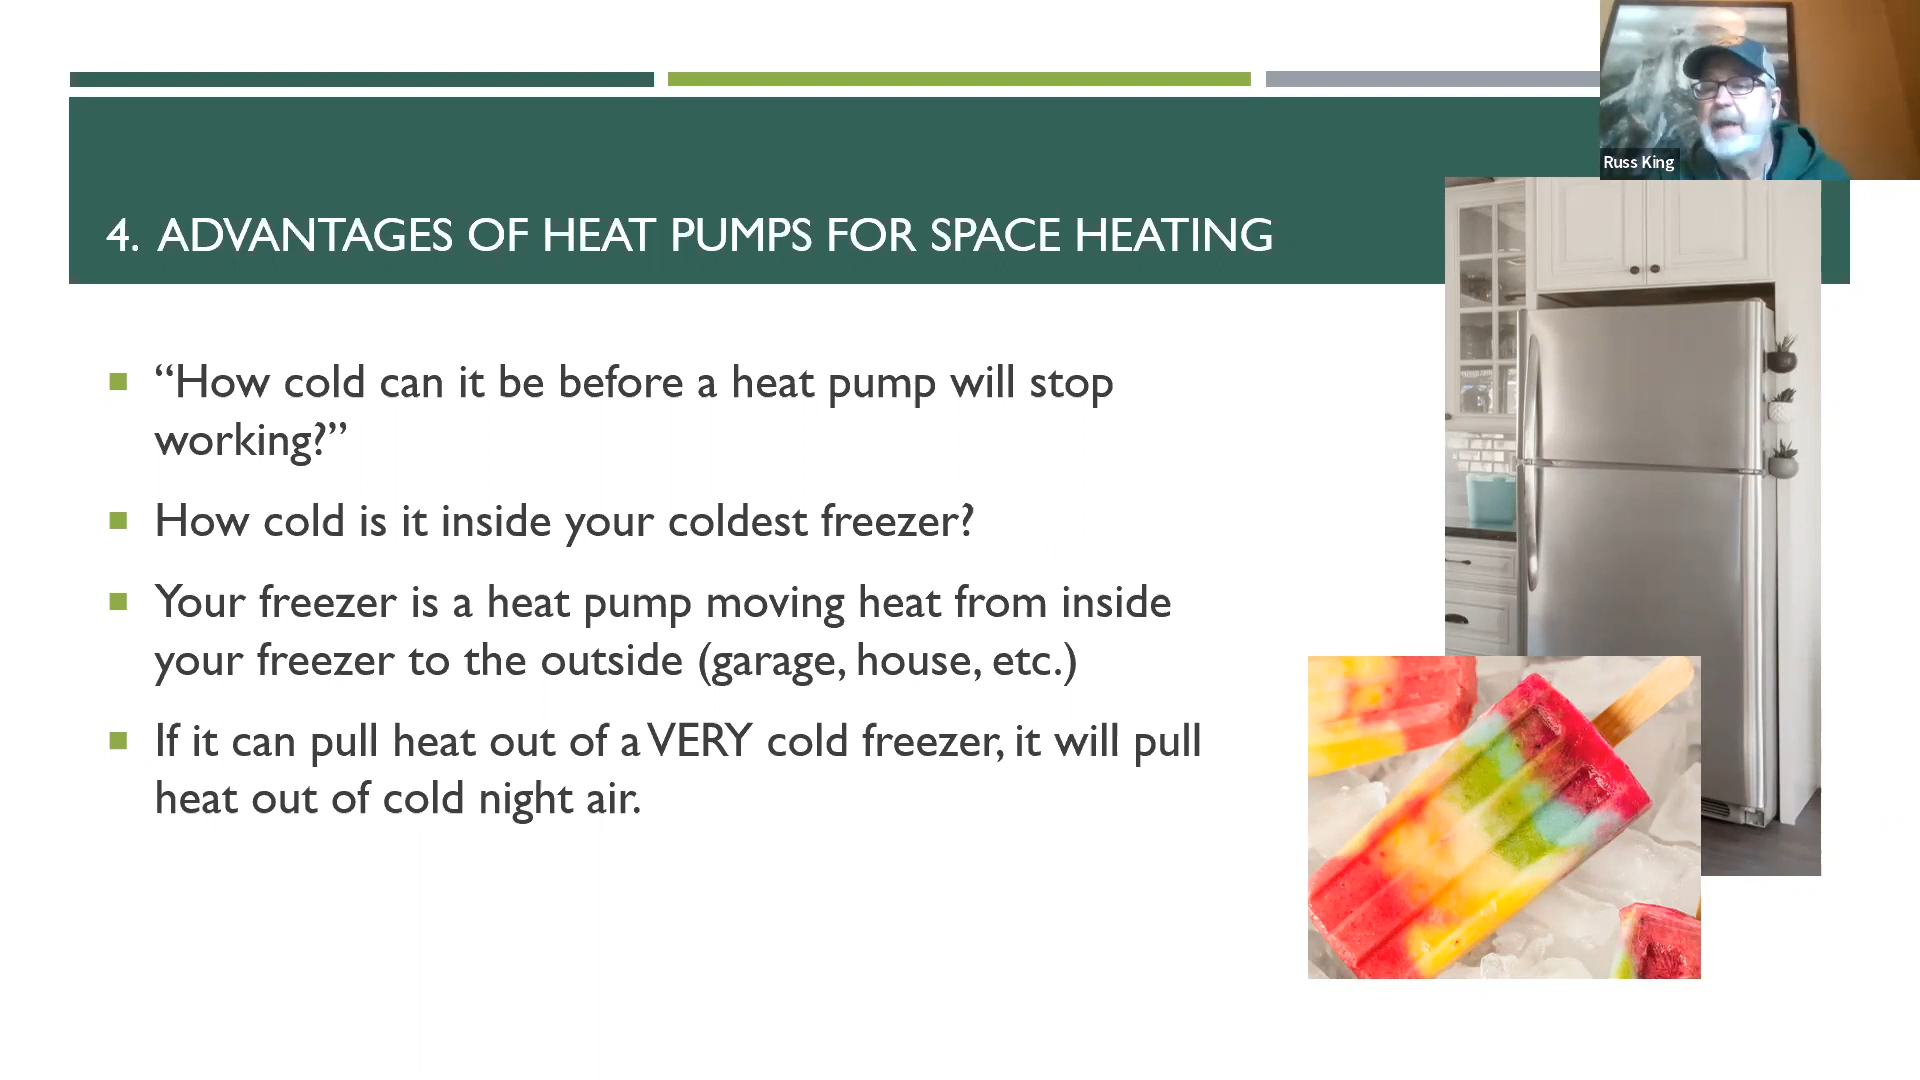 Russ King
4. ADVANTAGES OF HEAT PUMPS FOR SPACE HEATING
“How cold can it be before a heat pump will stop
working?”
How cold is it inside your coldest freezer?
Your freezer is a heat pump moving heat from inside
your freezer to the outside (garage, house, etc.)
If it can pull heat out of a VERY cold freezer, it will pull
heat out of cold night air.